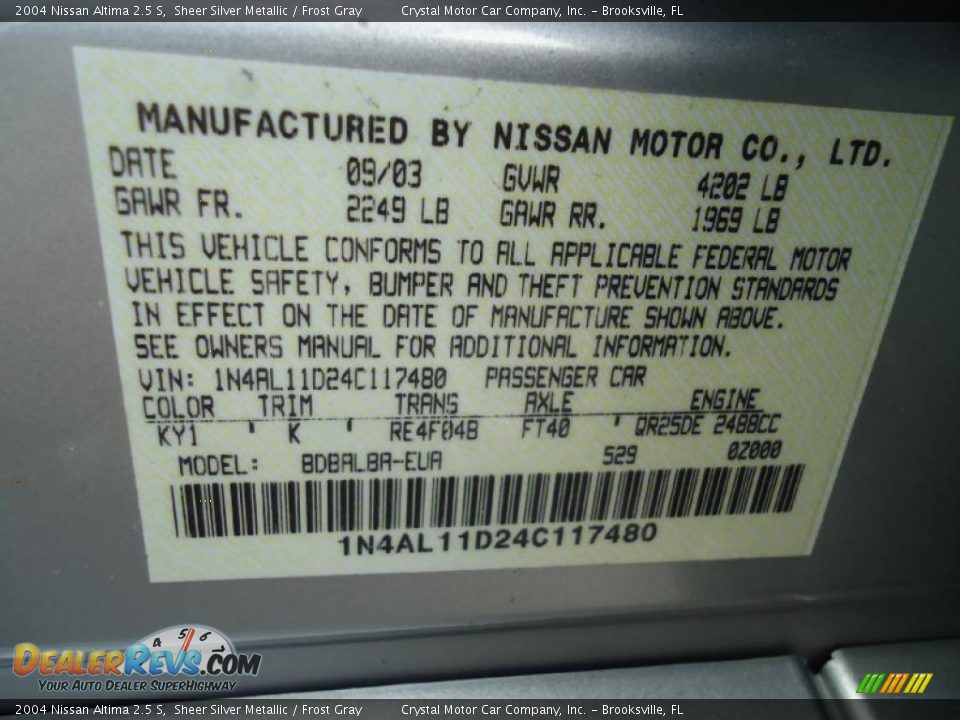 2004 Nissan Altima 2.5 S, Sheer Silver Metallic / Frost Gray Crystal Motor Car Company, Inc. - Brooksville, FL
MANUFACTURED BY NISSAN MOTOR CO., LTD.
DATE 09/03 GVWR 4202 LB
GAWR FR. 2249 LB GAWR RR. 1969 LB
THIS VEHICLE CONFORMS TO ALL APPLICABLE FEDERAL MOTOR
VEHICLE SAFETY, BUMPER AND THEFT PREVENTION STANDARDS
IN EFFECT ON THE DATE OF MANUFACTURE SHOWN ABOVE.
SEE OWNERS MANUAL FOR ADDITIONAL INFORMATION.
VIN: 1N4AL11D24C117480 PASSENGER CAR
COLOR TRIM TRANS AXLE ENGINE
KY1 ' K ' RE4F04B FT40 ' QR25DE 2488CC
MODEL: BDBALBA-EUA 529 0Z000
1N4AL11D24C117480
4 5 6 7
DEALERREVS.COM
YOUR AUTO DEALER SUPERHIGHWAY
2004 Nissan Altima 2.5 S, Sheer Silver Metallic / Frost Gray Crystal Motor Car Company, Inc. - Brooksville, FL